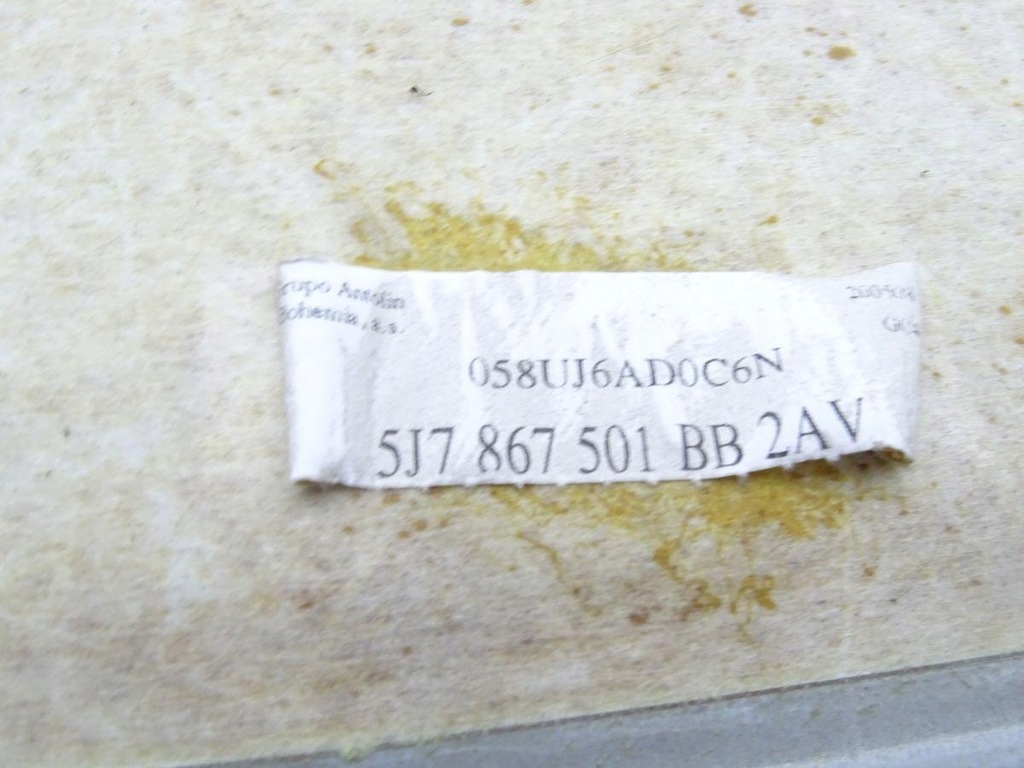 Grupo Antolin
Bohemia, a.s.
058UJ6AD0C6N
5J7 867 501 BB 2AV